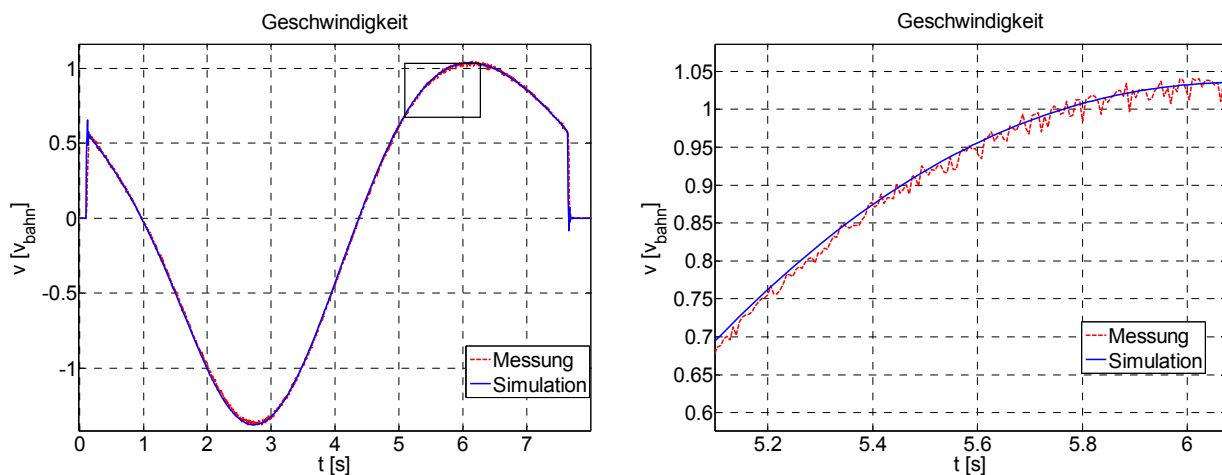 Geschwindigkeit
v [v_bahn]
1
0.5
0
-0.5
-1
0 1 2 3 4 5 6 7
t [s]
Messung
Simulation
Geschwindigkeit
v [v_bahn]
1.05
1
0.95
0.9
0.85
0.8
0.75
0.7
0.65
0.6
5.2 5.4 5.6 5.8 6
t [s]
Messung
Simulation